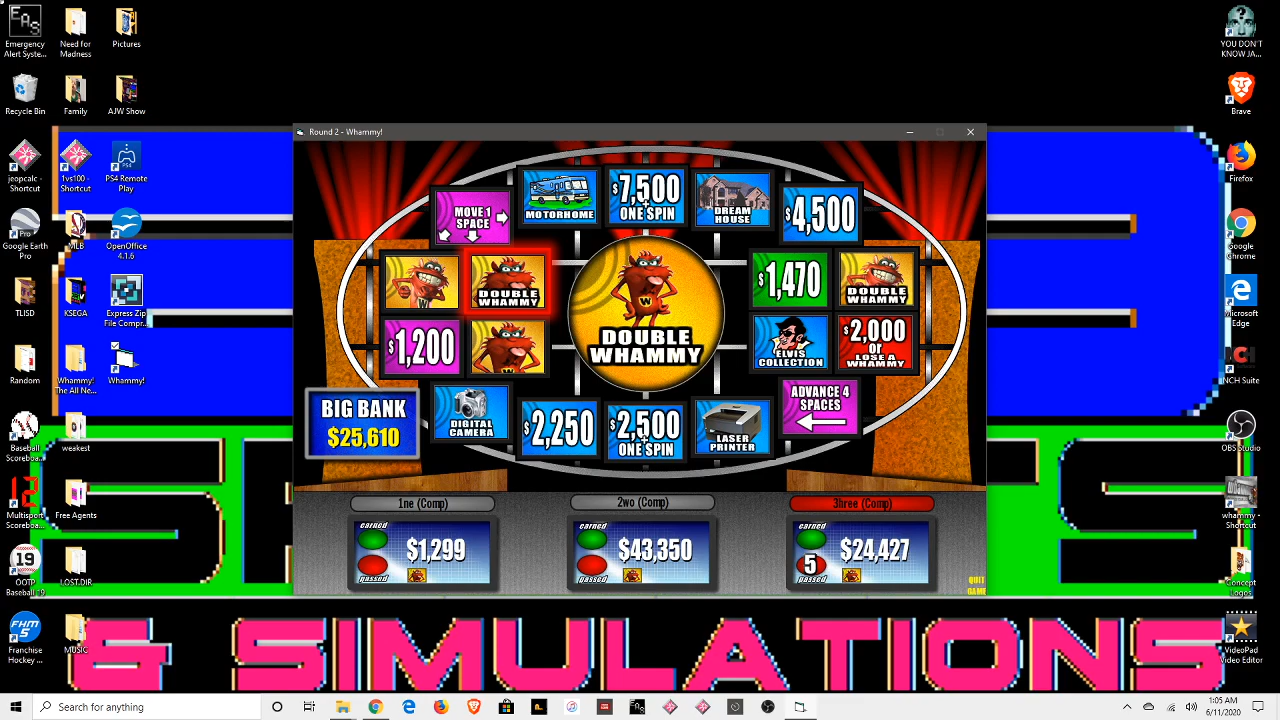 Emergency
Alert Syste...
Need for
Madness
Pictures
Recycle Bin
Family
AJW Show
jeopcalc -
Shortcut
1vs100 -
Shortcut
PS4 Remote
Play
Google Earth
Pro
MLB
OpenOffice
4.1.6
TLISD
KSEGA
Express Zip
File Compr...
Random
Whammy!
The All Ne...
Whammy!
Baseball
Scoreboa...
weakest
Multisport
Scoreboa...
Free Agents
OOTP
Baseball 19
LOST.DIR
Franchise
Hockey ...
MUSIC
Round 2 - Whammy!
MOVE 1
SPACE
MOTORHOME
$7,500
+
ONE SPIN
DREAM
HOUSE
$4,500
DOUBLE
WHAMMY
$1,470
DOUBLE
WHAMMY
$1,200
DOUBLE
WHAMMY
ELVIS
COLLECTION
$2,000
OR
LOSE A
WHAMMY
BIG BANK
$25,610
DIGITAL
CAMERA
$2,250
$2,500
+
ONE SPIN
LASER
PRINTER
ADVANCE 4
SPACES
1ne (Comp)
2wo (Comp)
3hree (Comp)
earned
$1,299
passed
earned
$43,350
passed
earned
$24,427
5
passed
QUIT
GAME
YOU DON'T
KNOW JA...
Brave
Firefox
Google
Chrome
Microsoft
Edge
NCH Suite
OBS Studio
whammy -
Shortcut
Concept
Logos
VideoPad
Video Editor
& SIMULATIONS
Search for anything
1:05 AM
6/11/2020